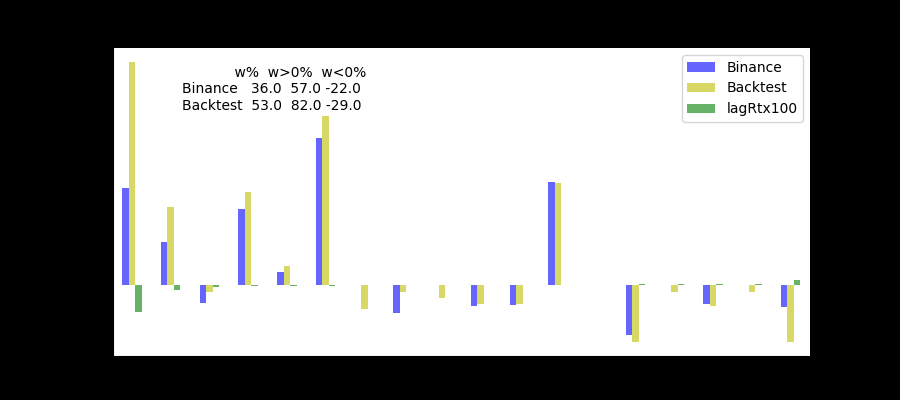 w% w>0% w<0%
Binance 36.0 57.0 -22.0
Backtest 53.0 82.0 -29.0
Binance
Backtest
lagRtx100